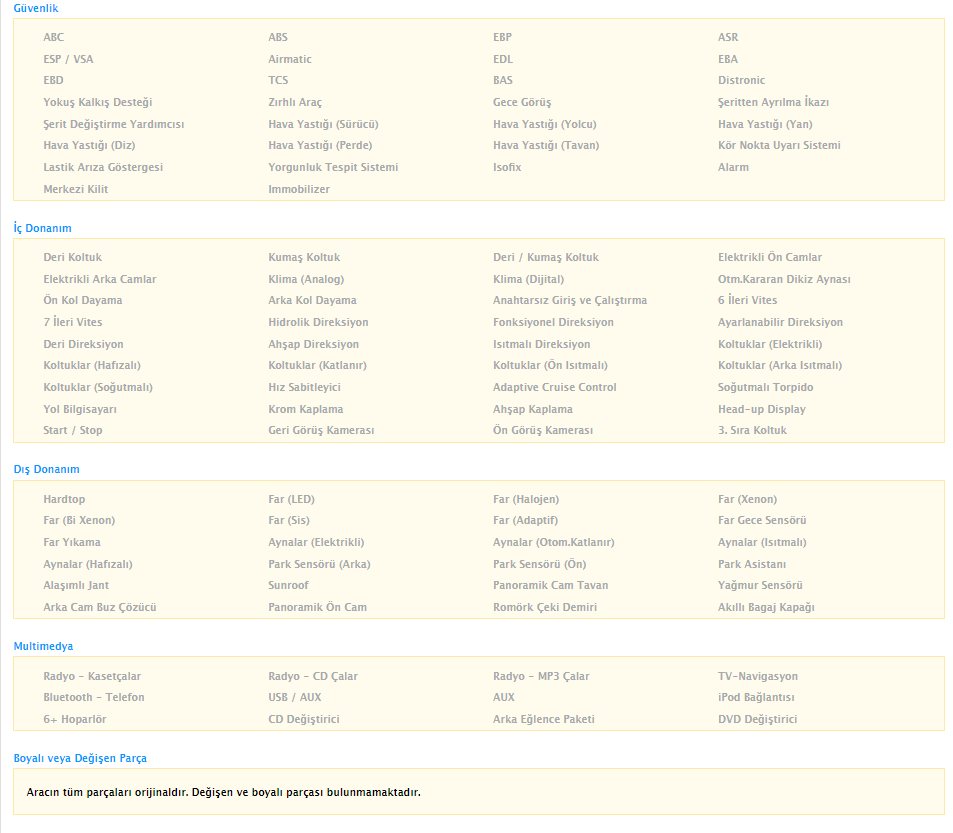 Güvenlik
ABC ABS EBP ASR
ESP / VSA Airmatic EDL EBA
EBD TCS BAS Distronic
Yokuş Kalkış Desteği Zırhlı Araç Gece Görüş Şeritten Ayrılma İkazı
Şerit Değiştirme Yardımcısı Hava Yastığı (Sürücü) Hava Yastığı (Yolcu) Hava Yastığı (Yan)
Hava Yastığı (Diz) Hava Yastığı (Perde) Hava Yastığı (Tavan) Kör Nokta Uyarı Sistemi
Lastik Arıza Göstergesi Yorgunluk Tespit Sistemi Isofix Alarm
Merkezi Kilit Immobilizer
İç Donanım
Deri Koltuk Kumaş Koltuk Deri / Kumaş Koltuk Elektrikli Ön Camlar
Elektrikli Arka Camlar Klima (Analog) Klima (Dijital) Otm.Kararan Dikiz Aynası
Ön Kol Dayama Arka Kol Dayama Anahtarsız Giriş ve Çalıştırma 6 İleri Vites
7 İleri Vites Hidrolik Direksiyon Fonksiyonel Direksiyon Ayarlanabilir Direksiyon
Deri Direksiyon Ahşap Direksiyon Isıtmalı Direksiyon Koltuklar (Elektrikli)
Koltuklar (Hafızalı) Koltuklar (Katlanır) Koltuklar (Ön Isıtmalı) Koltuklar (Arka Isıtmalı)
Koltuklar (Soğutmalı) Hız Sabitleyici Adaptive Cruise Control Soğutmalı Torpido
Yol Bilgisayarı Krom Kaplama Ahşap Kaplama Head-up Display
Start / Stop Geri Görüş Kamerası Ön Görüş Kamerası 3. Sıra Koltuk
Dış Donanım
Hardtop Far (LED) Far (Halojen) Far (Xenon)
Far (Bi Xenon) Far (Sis) Far (Adaptif) Far Gece Sensörü
Far Yıkama Aynalar (Elektrikli) Aynalar (Otom.Katlanır) Aynalar (Isıtmalı)
Aynalar (Hafızalı) Park Sensörü (Arka) Park Sensörü (Ön) Park Asistanı
Alaşımlı Jant Sunroof Panoramik Cam Tavan Yağmur Sensörü
Arka Cam Buz Çözücü Panoramik Ön Cam Romörk Çeki Demiri Akıllı Bagaj Kapağı
Multimedya
Radyo - Kasetçalar Radyo - CD Çalar Radyo - MP3 Çalar TV-Navigasyon
Bluetooth - Telefon USB / AUX AUX iPod Bağlantısı
6+ Hoparlör CD Değiştirici Arka Eğlence Paketi DVD Değiştirici
Boyalı veya Değişen Parça
Aracın tüm parçaları orijinaldır. Değişen ve boyalı parçası bulunmamaktadır.